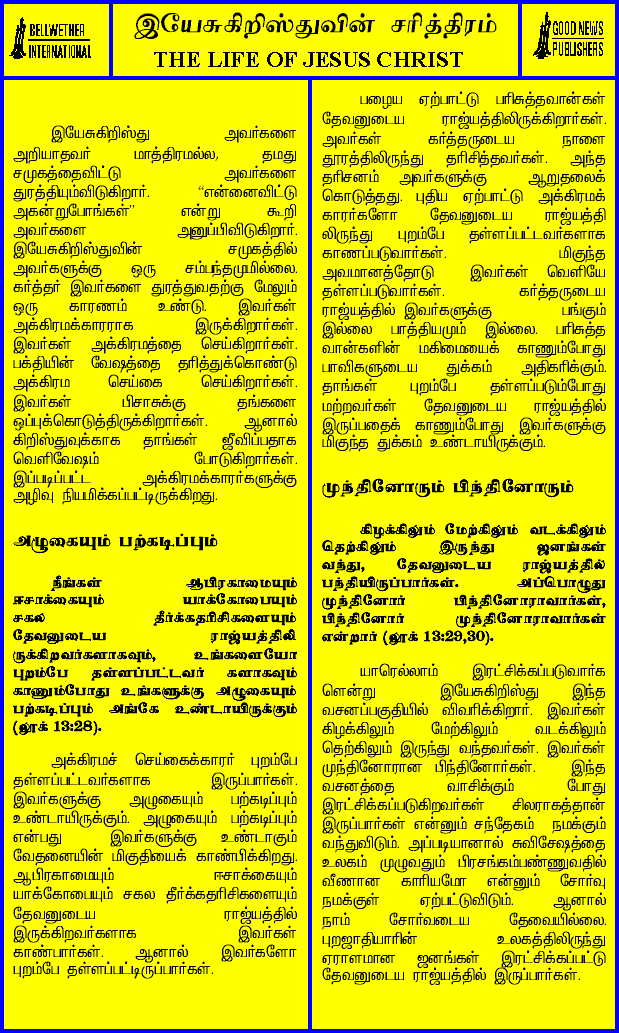 BELLWETHER
INTERNATIONAL
இயேசுகிறிஸ்துவின் சரித்திரம்
THE LIFE OF JESUS CHRIST
GOOD NEWS
PUBLISHERS
இயேசுகிறிஸ்து அவர்களை
அறியாதவர் மாத்திரமல்ல, தமது
சமுகத்தைவிட்டு அவர்களை
துரத்தியும்விடுகிறார். “என்னைவிட்டு
அகன்றுபோங்கள்” என்று கூறி
அவர்களை அனுப்பிவிடுகிறார்.
இயேசுகிறிஸ்துவின் சமுகத்தில்
அவர்களுக்கு ஒரு சம்பந்தமுமில்லை.
கர்த்தர் இவர்களை துரத்துவதற்கு மேலும்
ஒரு காரணம் உண்டு. இவர்கள்
அக்கிரமக்காரராக இருக்கிறார்கள்.
இவர்கள் அக்கிரமத்தை செய்கிறார்கள்.
பக்தியின் வேஷத்தை தரித்துக்கொண்டு
அக்கிரம செய்கை செய்கிறார்கள்.
இவர்கள் பிசாசுக்கு தங்களை
ஒப்புக்கொடுத்திருக்கிறார்கள். ஆனால்
கிறிஸ்துவுக்காக தாங்கள் ஜீவிப்பதாக
வெளிவேஷம் போடுகிறார்கள்.
இப்படிப்பட்ட அக்கிரமக்காரர்களுக்கு
அழிவு நியமிக்கப்பட்டிருக்கிறது.
அழுகையும் பற்கடிப்பும்
நீங்கள் ஆபிரகாமையும்
ஈசாக்கையும் யாக்கோபையும்
சகல தீர்க்கதரிசிகளையும்
தேவனுடைய ராஜ்யத்திலி
ருக்கிறவர்களாகவும், உங்களையோ
புறம்பே தள்ளப்பட்டவர் களாகவும்
காணும்போது உங்களுக்கு அழுகையும்
பற்கடிப்பும் அங்கே உண்டாயிருக்கும்
(லூக் 13:28).
அக்கிரமச் செய்கைக்காரர் புறம்பே
தள்ளப்பட்டவர்களாக இருப்பார்கள்.
இவர்களுக்கு அழுகையும் பற்கடிப்பும்
உண்டாயிருக்கும். அழுகையும் பற்கடிப்பும்
என்பது இவர்களுக்கு உண்டாகும்
வேதனையின் மிகுதியைக் காண்பிக்கிறது.
ஆபிரகாமையும் ஈசாக்கையும்
யாக்கோபையும் சகல தீர்க்கதரிசிகளையும்
தேவனுடைய ராஜ்யத்தில்
இருக்கிறவர்களாக இவர்கள்
காண்பார்கள். ஆனால் இவர்களோ
புறம்பே தள்ளப்பட்டிருப்பார்கள்.
பழைய ஏற்பாட்டு பரிசுத்தவான்கள்
தேவனுடைய ராஜ்யத்திலிருக்கிறார்கள்.
அவர்கள் கர்த்தருடைய நாளை
தூரத்திலிருந்து தரிசித்தவர்கள். அந்த
தரிசனம் அவர்களுக்கு ஆறுதலைக்
கொடுத்தது. புதிய ஏற்பாட்டு அக்கிரமக்
காரர்களோ தேவனுடைய ராஜ்யத்தி
லிருந்து புறம்பே தள்ளப்பட்டவர்களாக
காணப்படுவார்கள். மிகுந்த
அவமானத்தோடு இவர்கள் வெளியே
தள்ளப்படுவார்கள். கர்த்தருடைய
ராஜ்யத்தில் இவர்களுக்கு பங்கும்
இல்லை பாத்தியமும் இல்லை. பரிசுத்த
வான்களின் மகிமையைக் காணும்போது
பாவிகளுடைய துக்கம் அதிகரிக்கும்.
தாங்கள் புறம்பே தள்ளப்படும்போது
மற்றவர்கள் தேவனுடைய ராஜ்யத்தில்
இருப்பதைக் காணும்போது இவர்களுக்கு
மிகுந்த துக்கம் உண்டாயிருக்கும்.
முந்தினோரும் பிந்தினோரும்
கிழக்கிலும் மேற்கிலும் வடக்கிலும்
தெற்கிலும் இருந்து ஜனங்கள்
வந்து, தேவனுடைய ராஜ்யத்தில்
பந்தியிருப்பார்கள். அப்பொழுது
முந்தினோர் பிந்தினோராவார்கள்,
பிந்தினோர் முந்தினோராவார்கள்
என்றார் (லூக் 13:29,30).
யாரெல்லாம் இரட்சிக்கப்படுவார்க
ளென்று இயேசுகிறிஸ்து இந்த
வசனப்பகுதியில் விவரிக்கிறார். இவர்கள்
கிழக்கிலும் மேற்கிலும் வடக்கிலும்
தெற்கிலும் இருந்து வந்தவர்கள். இவர்கள்
முந்தினோரான பிந்தினோர்கள். இந்த
வசனத்தை வாசிக்கும் போது
இரட்சிக்கப்படுகிறவர்கள் சிலராகத்தான்
இருப்பார்கள் என்னும் சந்தேகம் நமக்கும்
வந்துவிடும். அப்படியானால் சுவிசேஷத்தை
உலகம் முழுவதும் பிரசங்கம்பண்ணுவதில்
வீணான காரியமோ என்னும் சோர்வு
நமக்குள் ஏற்பட்டுவிடும். ஆனால்
நாம் சோர்வடைய தேவையில்லை.
புறஜாதியாரின் உலகத்திலிருந்து
ஏராளமான ஜனங்கள் இரட்சிக்கப்பட்டு
தேவனுடைய ராஜ்யத்தில் இருப்பார்கள்.